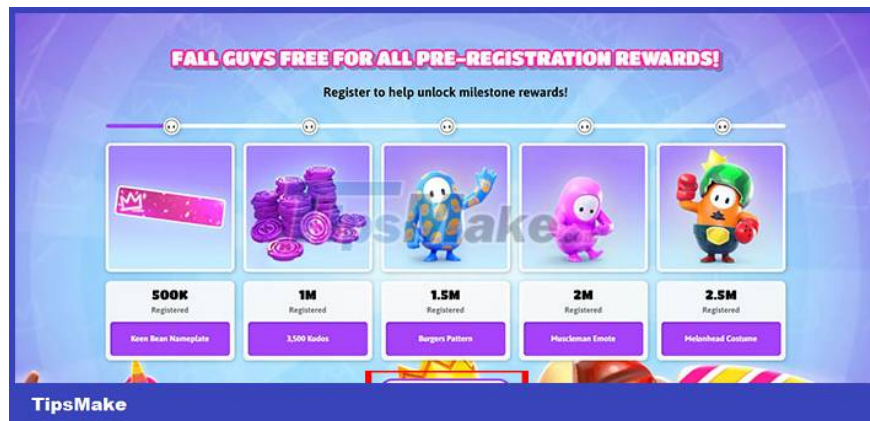 FALL GUYS FREE FOR ALL PRE-REGISTRATION REWARDS!
Register to help unlock milestone rewards!
TipsMake
500K
Registered
Keen Bean Nameplate
1M
Registered
3,500 Kudos
1.5M
Registered
Burgers Pattern
2M
Registered
Muscleman Emote
2.5M
Registered
Melonhead Costume
TipsMake